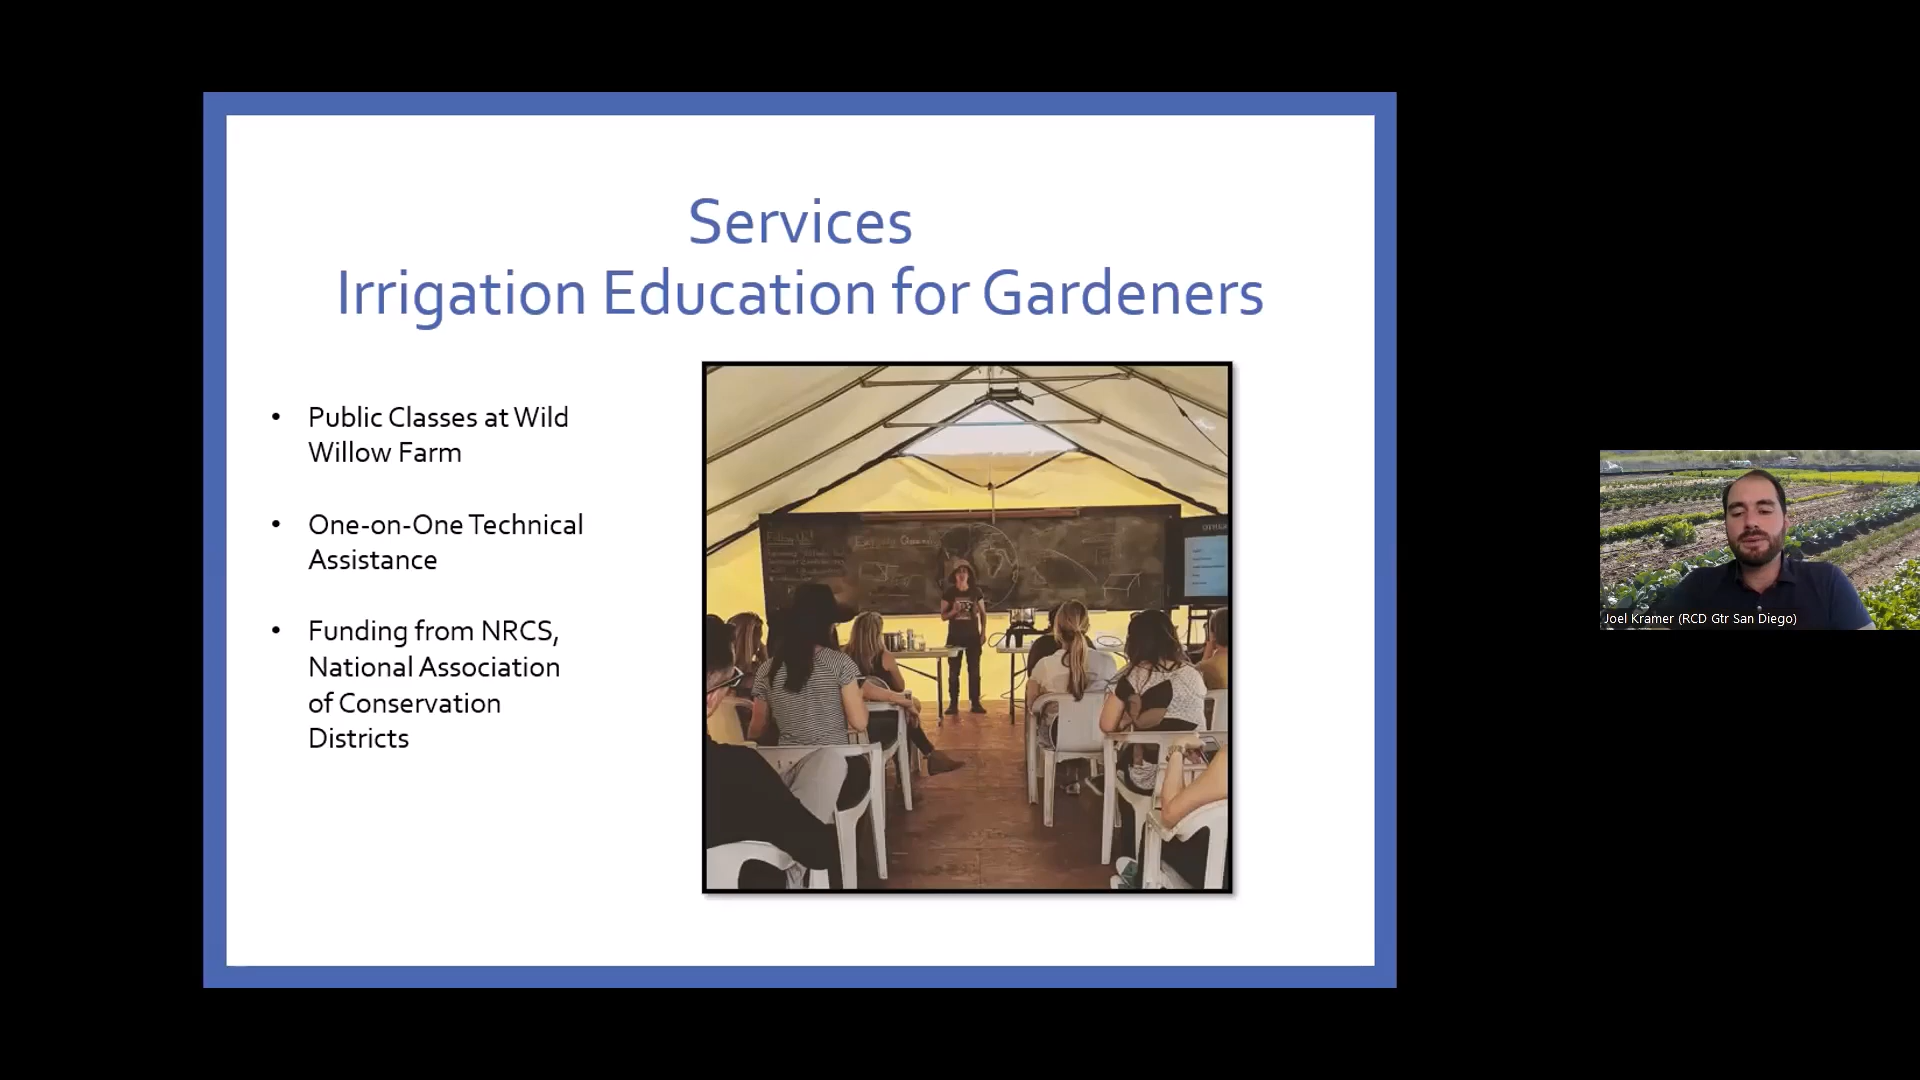 Services
Irrigation Education for Gardeners
• Public Classes at Wild
Willow Farm
• One-on-One Technical
Assistance
• Funding from NRCS,
National Association
of Conservation
Districts
Joel Kramer (RCD Gtr San Diego)